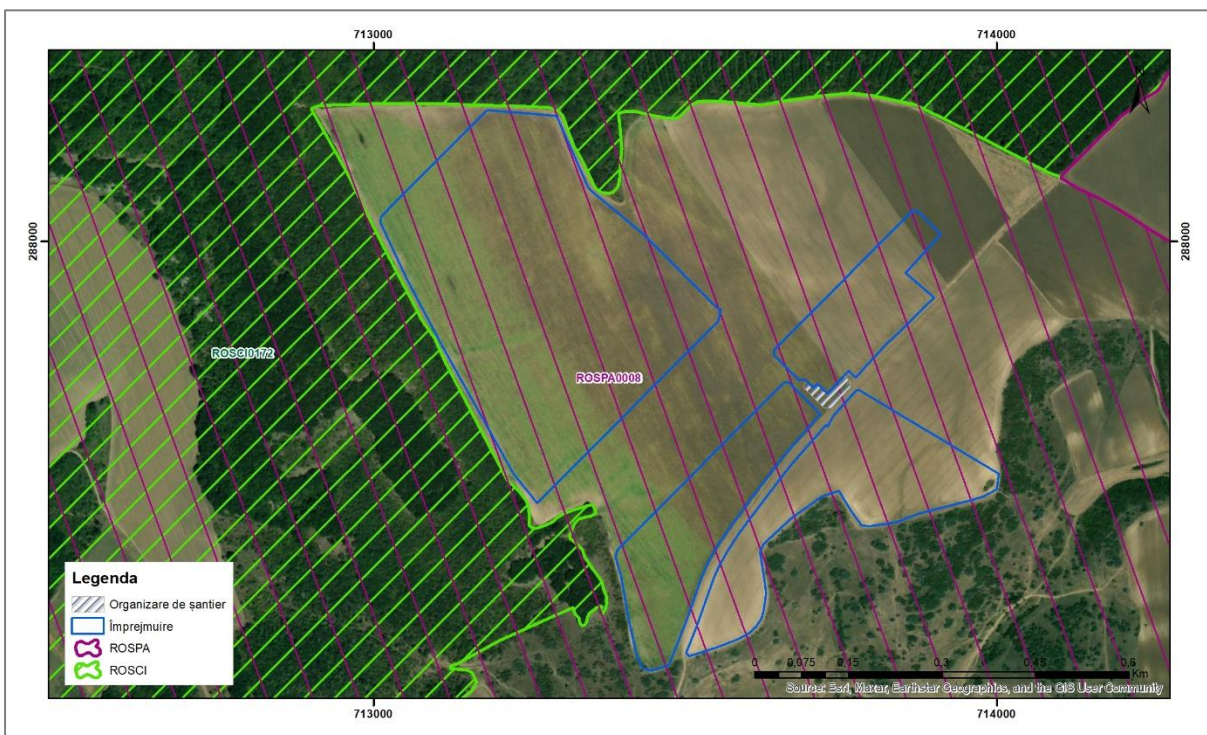 713000
714000
288000
288000
ROSCI0172
ROSPA0008
Legenda
Organizare de șantier
Împrejmuire
ROSPA
ROSCI
0 0,075 0,15 0,3 0,45 0,6
Km
Source: Esri, Maxar, Earthstar Geographics, and the GIS User Community
713000
714000